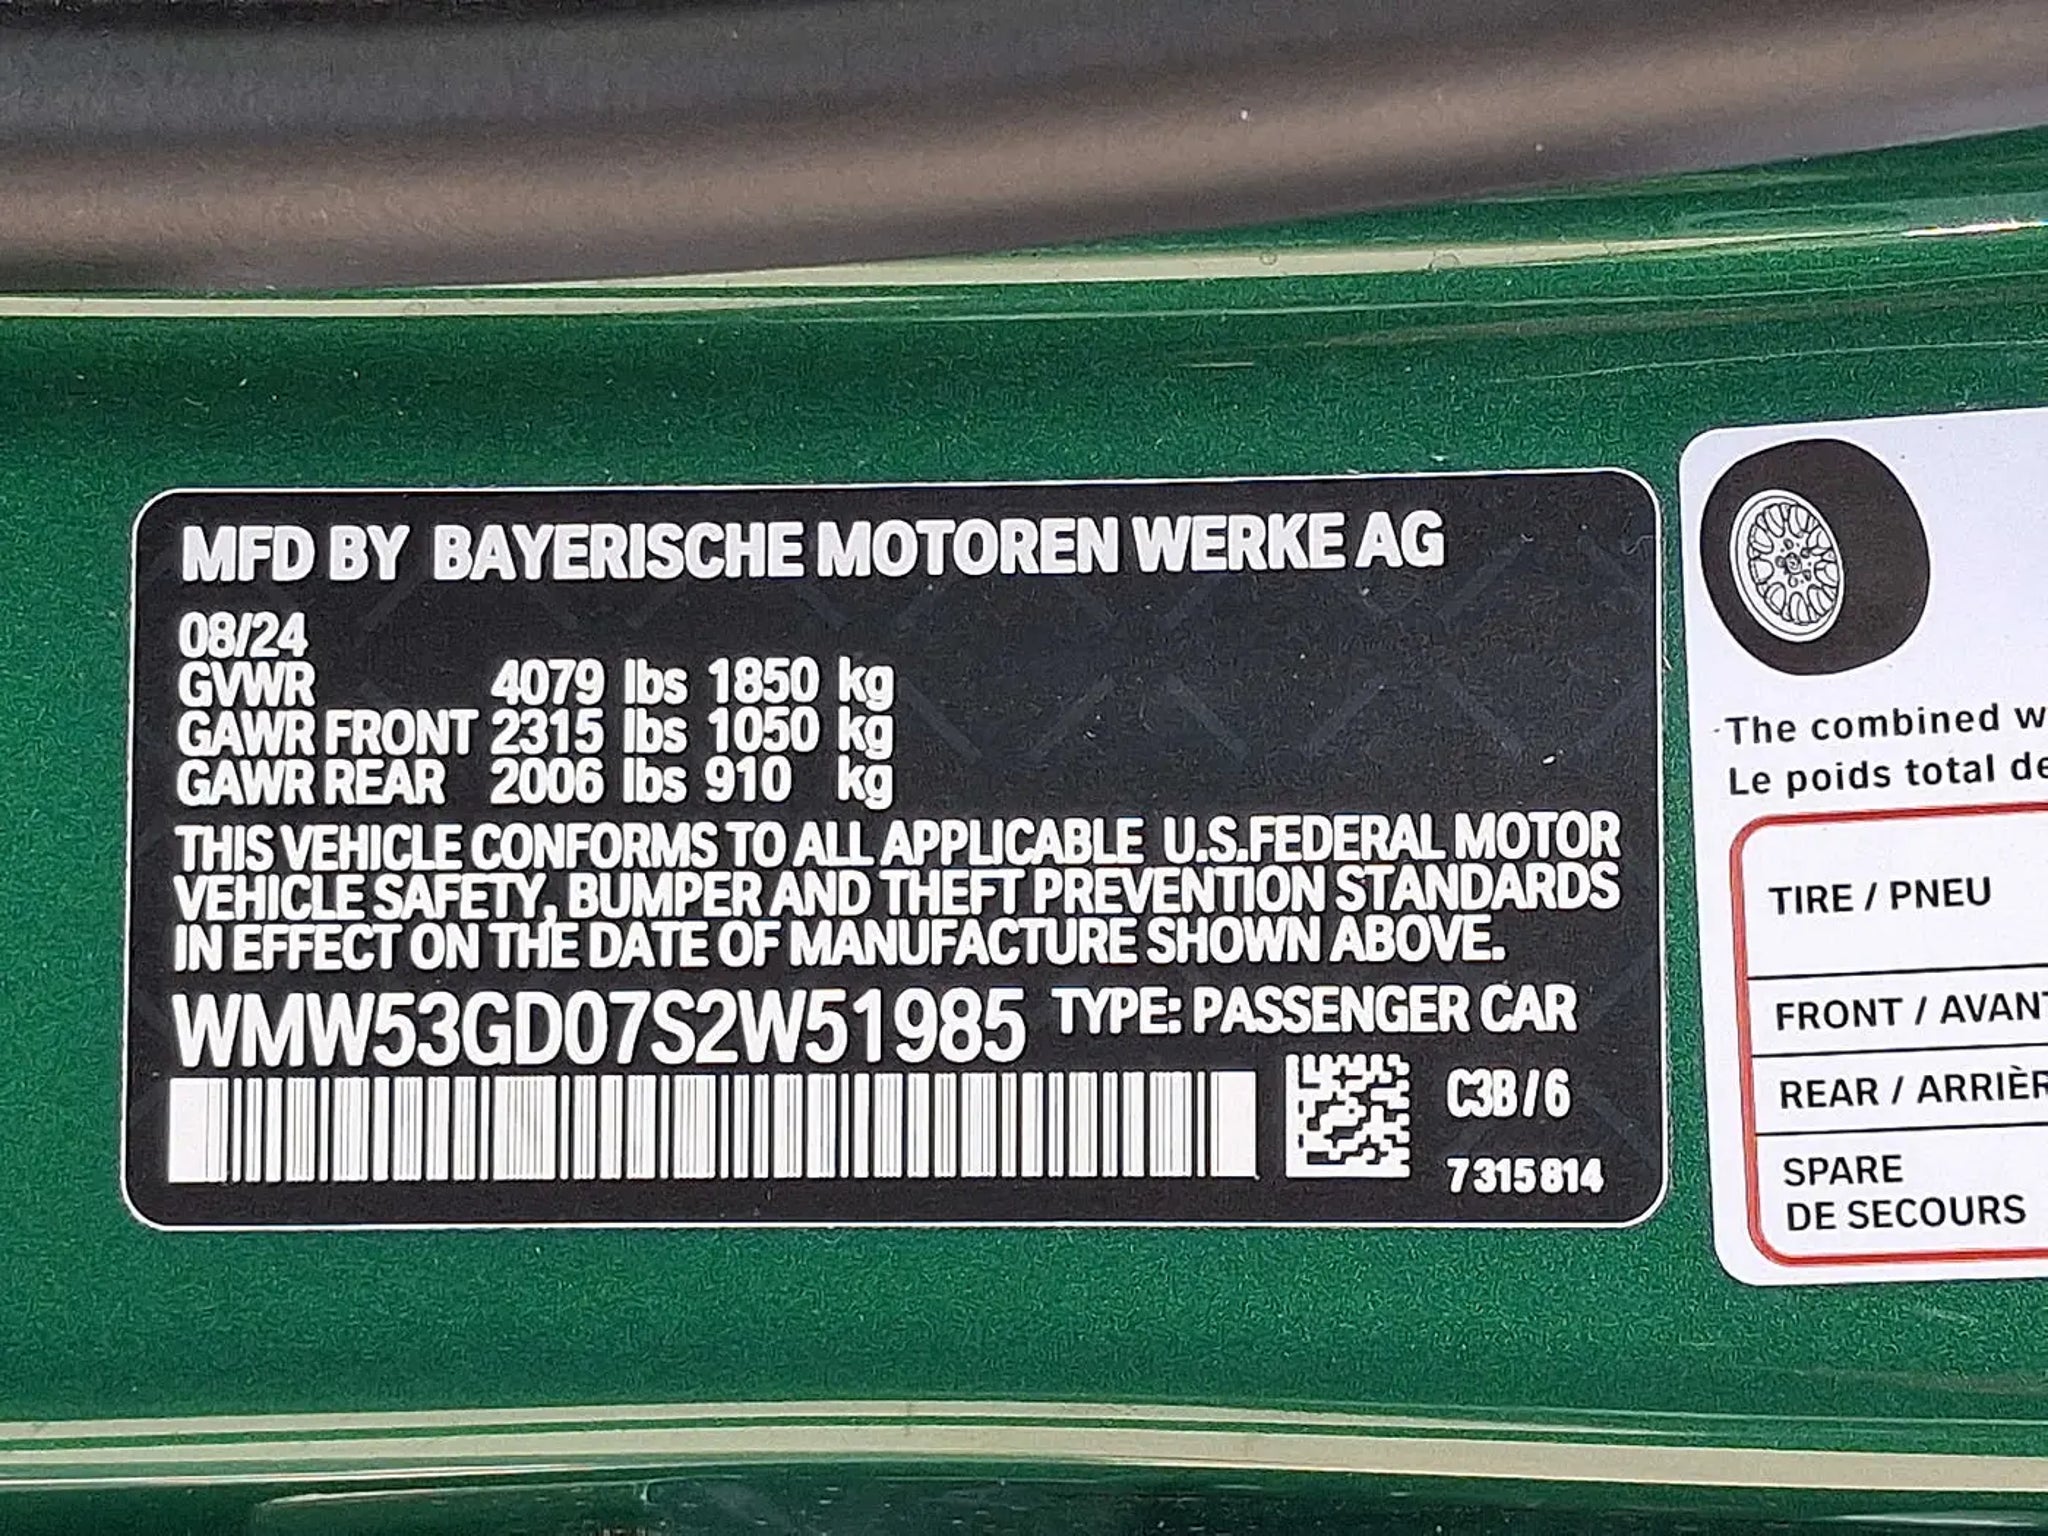 MFD BY BAYERISCHE MOTOREN WERKE AG
08/24
GVWR 4079 lbs 1850 kg
GAWR FRONT 2315 lbs 1050 kg
GAWR REAR 2006 lbs 910 kg
THIS VEHICLE CONFORMS TO ALL APPLICABLE U.S.FEDERAL MOTOR
VEHICLE SAFETY, BUMPER AND THEFT PREVENTION STANDARDS
IN EFFECT ON THE DATE OF MANUFACTURE SHOWN ABOVE.
WMW53GD07S2W51985 TYPE: PASSENGER CAR
C3B/6
7315814
The combined
Le poids total
TIRE / PNEU
FRONT / AVANT
REAR /
SPARE
DE SECOURS